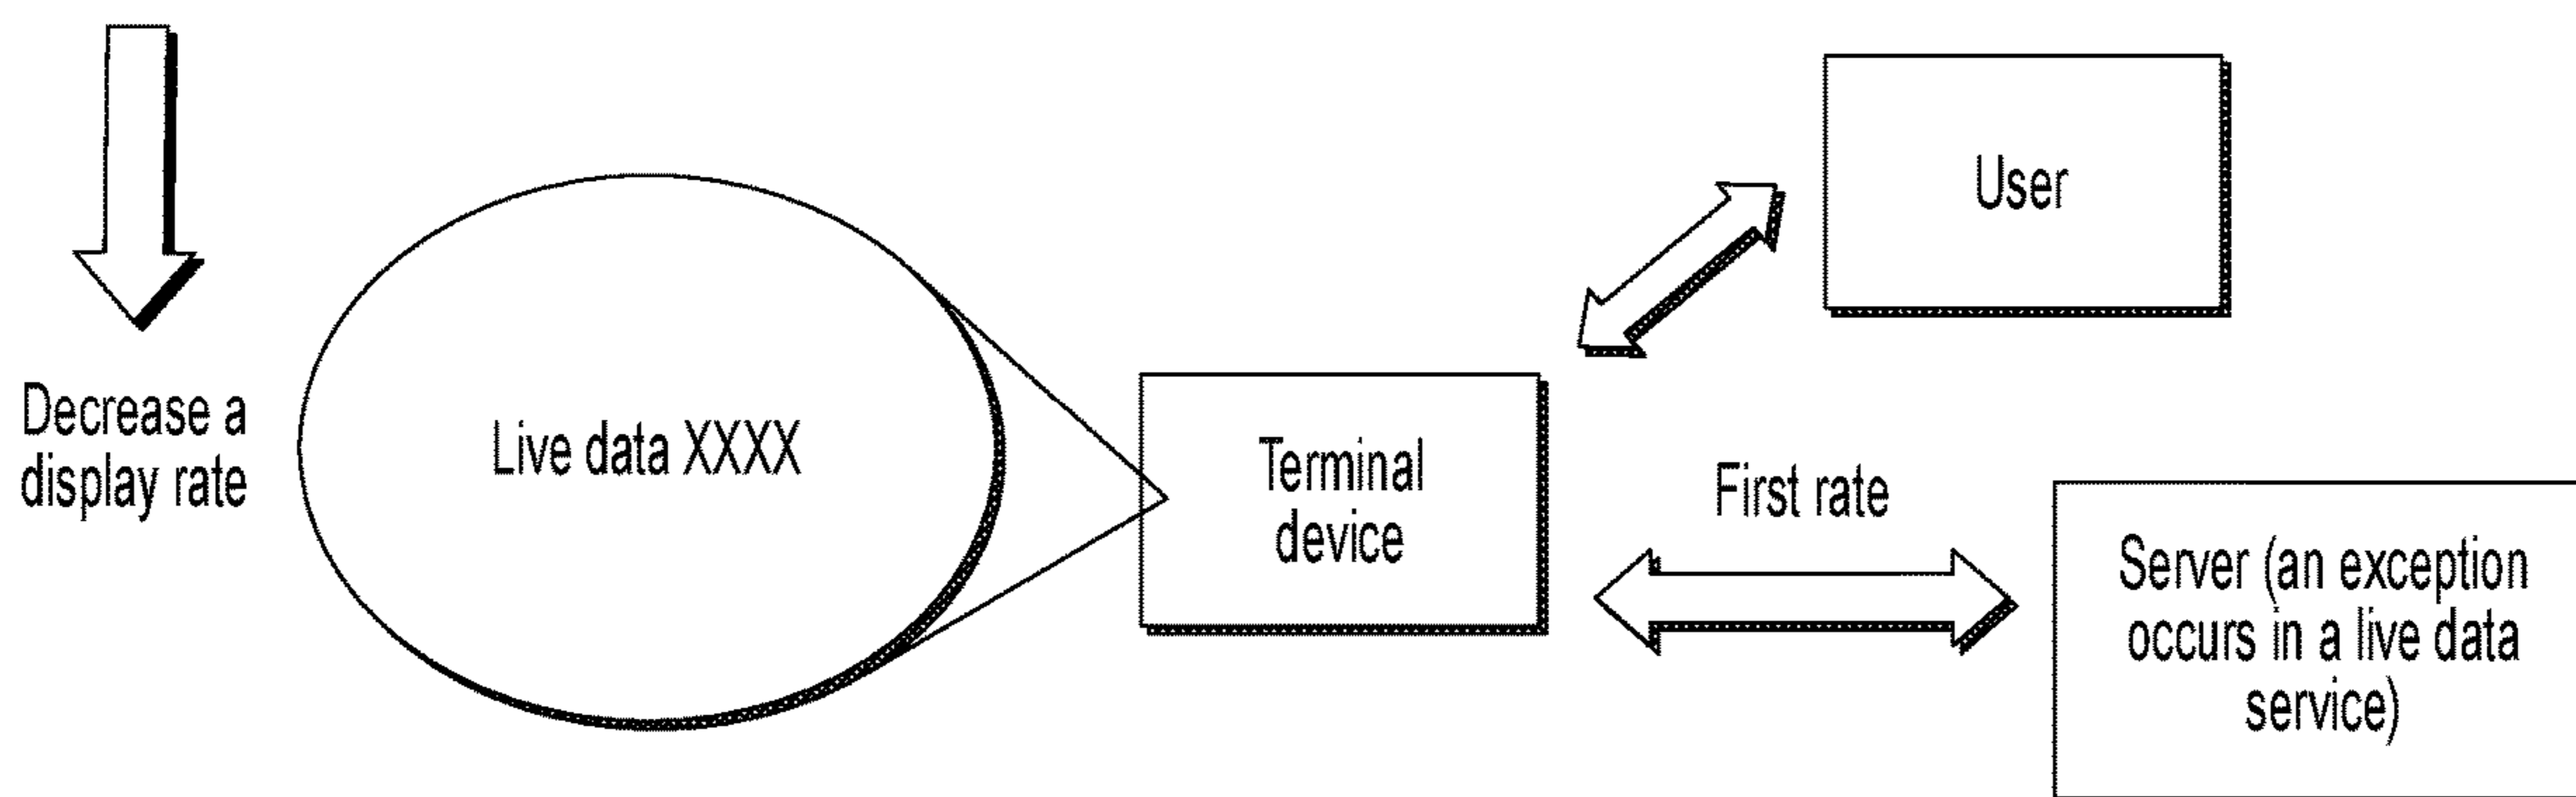 User
Decrease a
display rate
Live data XXXX
Terminal
device
First rate
Server (an exception
occurs in a live data
service)